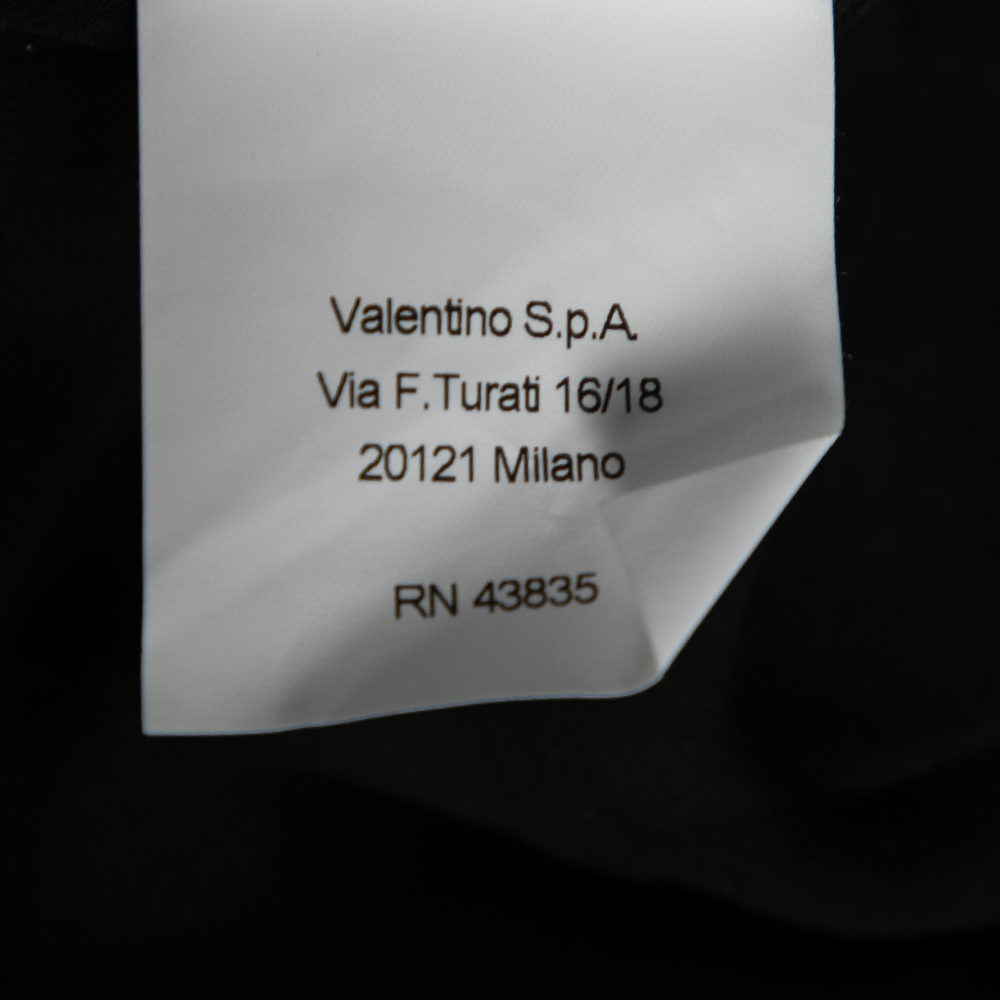 Valentino S.p.A.
Via F.Turati 16/18
20121 Milano
RN 43835